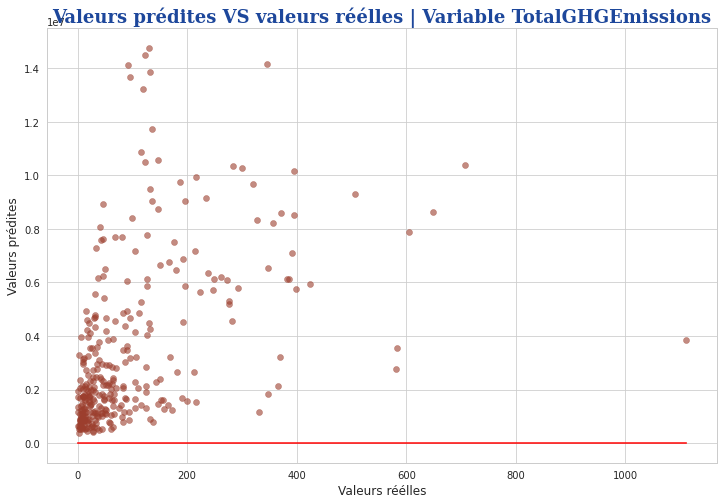 Valeurs prédites VS valeurs réélles | Variable TotalGHGEmissions
1e7
1.4
1.2
1.0
0.8
0.6
0.4
0.2
0.0
Valeurs prédites
0 200 400 600 800 1000
Valeurs réélles